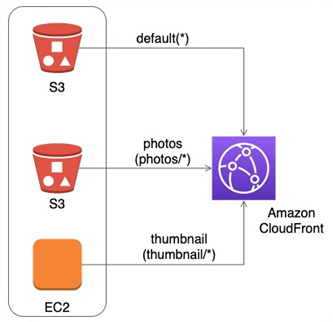 default(*)
S3
photos
(photos/*)
S3
Amazon
CloudFront
thumbnail
(thumbnail/*)
EC2